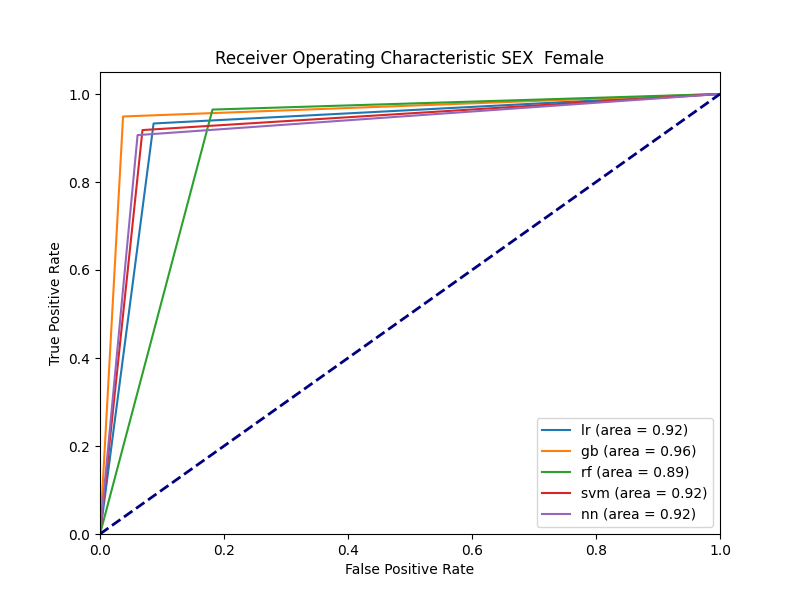 Receiver Operating Characteristic SEX  Female
1.0
0.8
0.6
0.4
0.2
0.0
True Positive Rate
lr (area = 0.92)
gb (area = 0.96)
rf (area = 0.89)
svm (area = 0.92)
nn (area = 0.92)
0.0 0.2 0.4 0.6 0.8 1.0
False Positive Rate